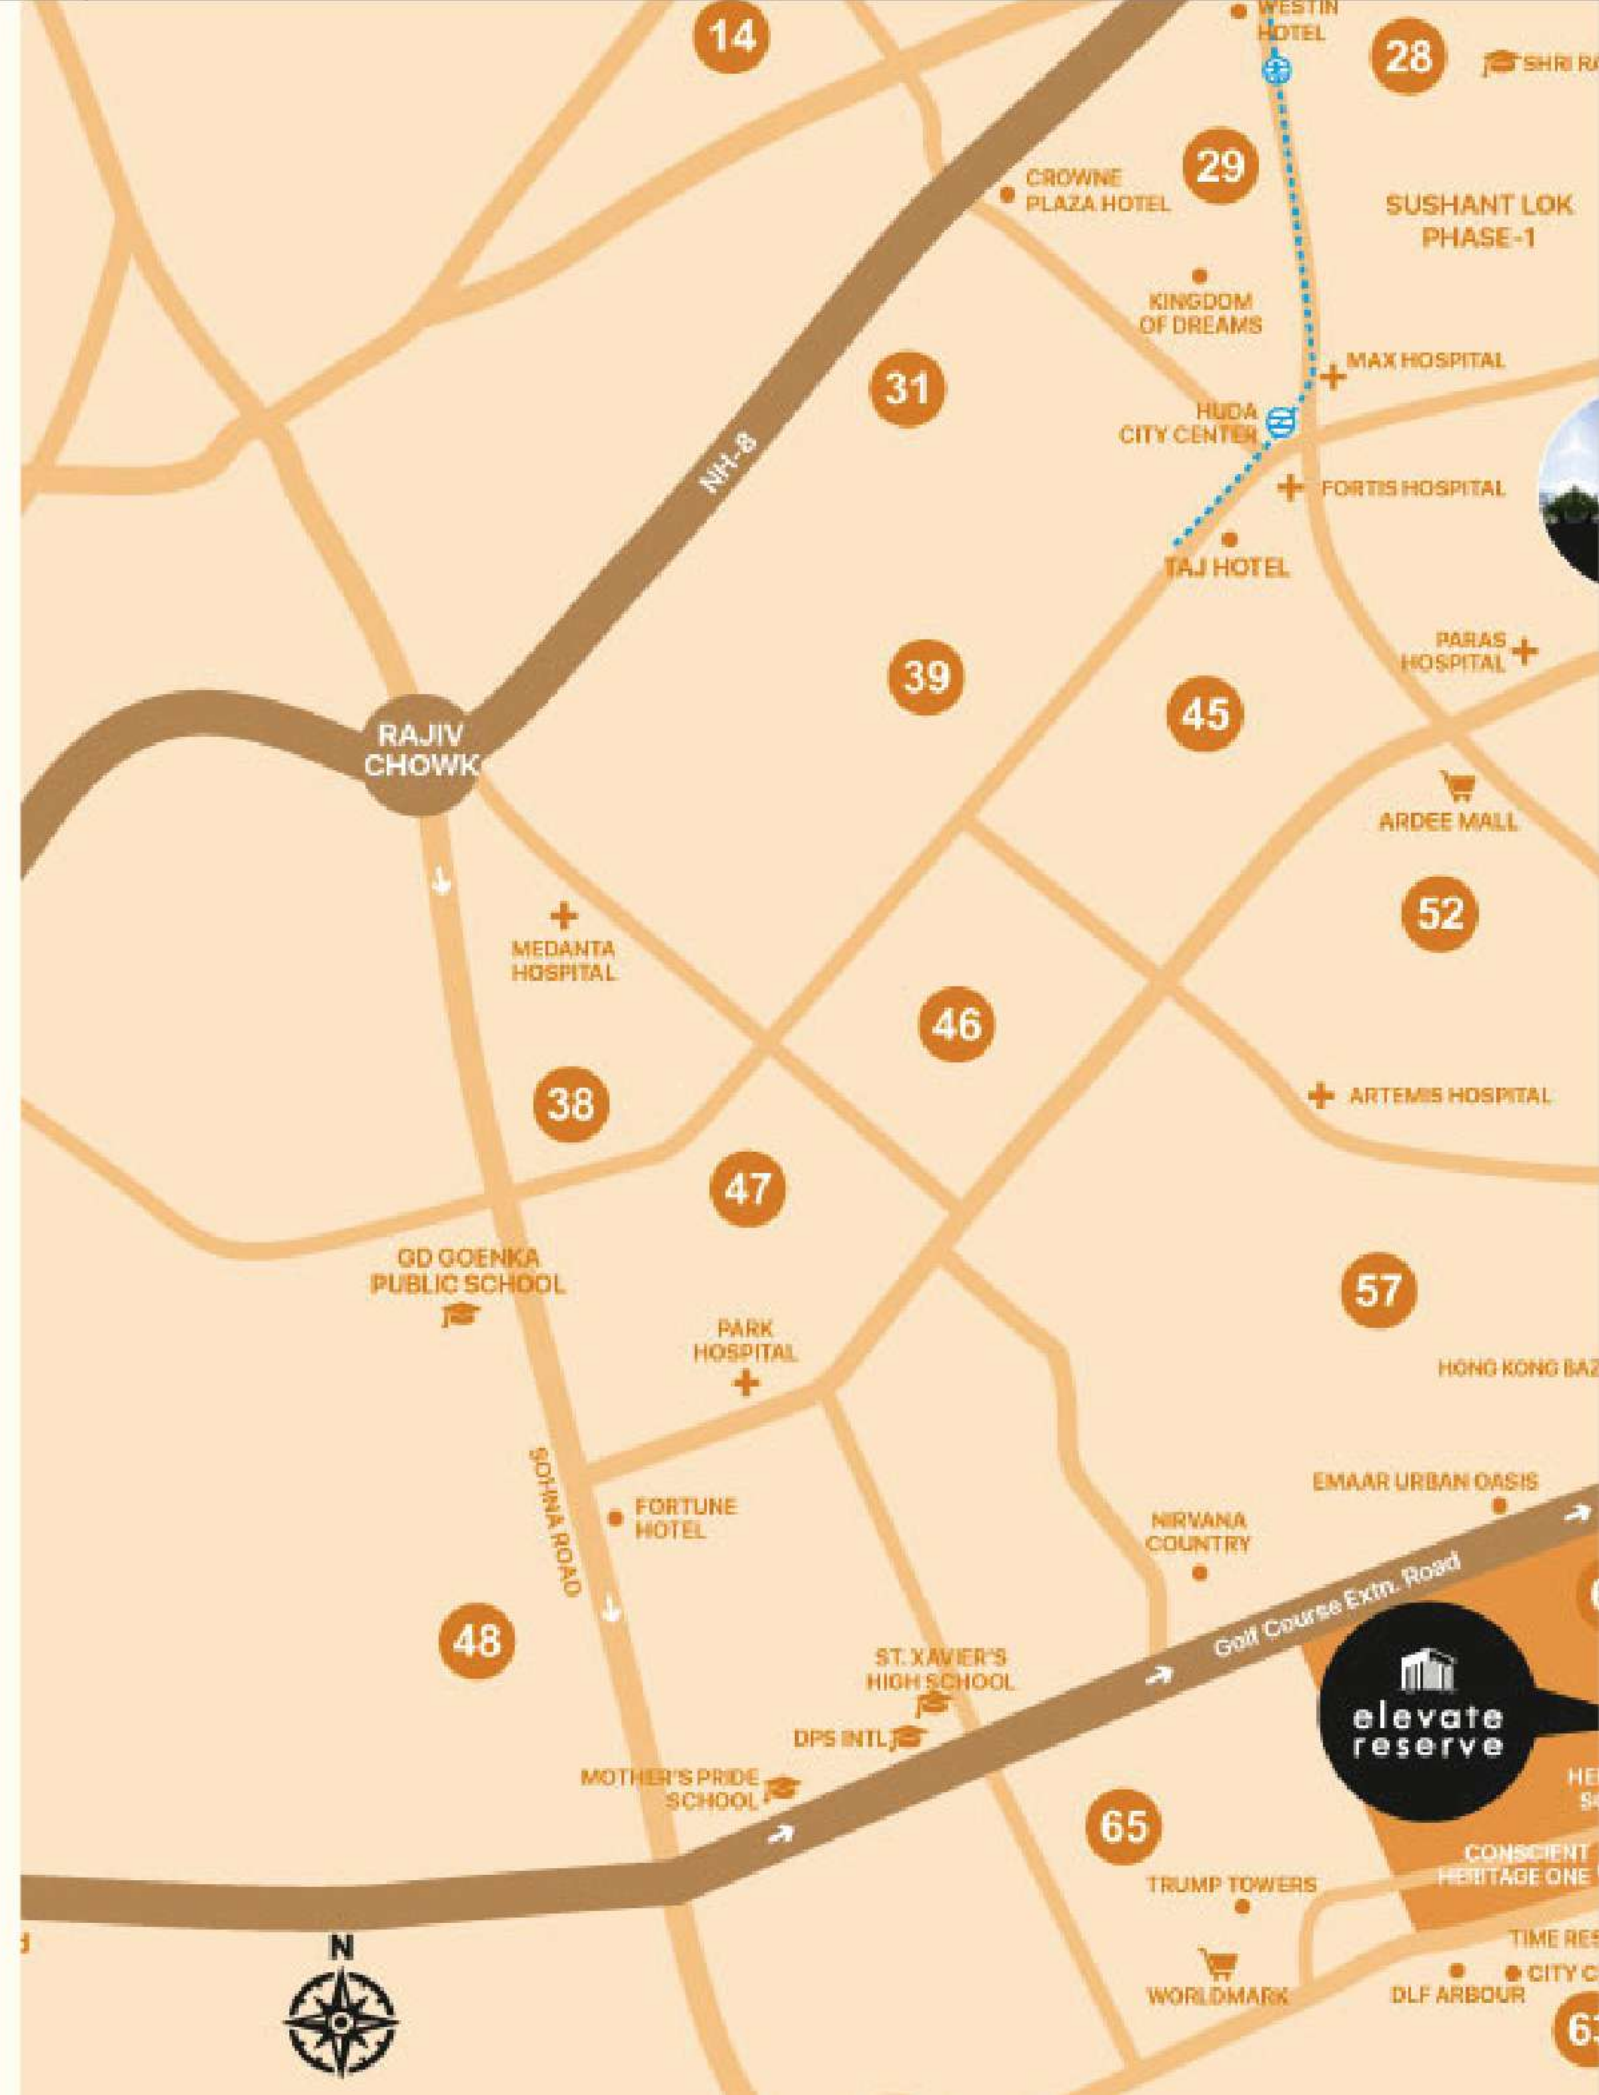 WESTIN
HOTEL
14
28
SHRI
29
CROWNE
PLAZA HOTEL
SUSHANT LOK
PHASE-1
KINGDOM
OF DREAMS
MAX HOSPITAL
31
HUDA
CITY CENTER
NH-8
FORTIS HOSPITAL
TAJ HOTEL
PARAS
HOSPITAL
39
45
RAJIV
CHOWK
ARDEE MALL
52
MEDANTA
HOSPITAL
46
38
ARTEMIS HOSPITAL
47
GD GOENKA
PUBLIC SCHOOL
57
PARK
HOSPITAL
HONG KONG
SOHNA ROAD
EMAAR URBAN OASIS
FORTUNE
HOTEL
NIRVANA
COUNTRY
Golf Course Extn. Road
48
ST. XAVIER'S
HIGH SCHOOL
elevate
reserve
DPS INTL
MOTHER'S PRIDE
SCHOOL
65
CONSCIENT
HERITAGE ONE
TRUMP TOWERS
N
TIME
CITY
WORLDMARK
DLF ARBOUR